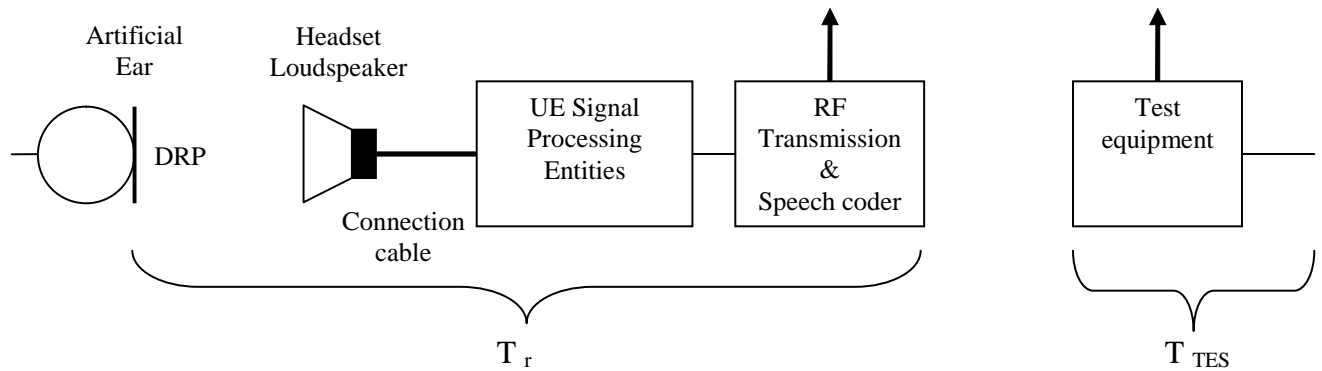 Artificial
Ear
DRP
Headset
Loudspeaker
Connection
cable
UE Signal
Processing
Entities
RF
Transmission
&
Speech coder
Test
equipment
T r
T TES